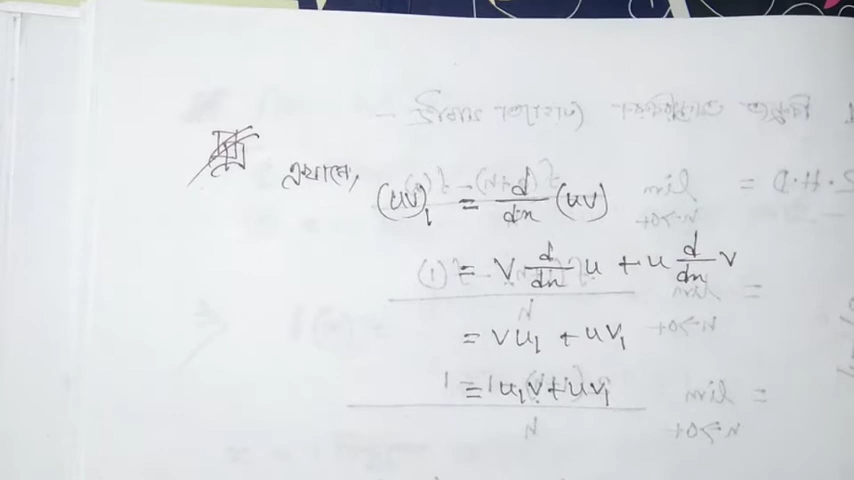 এখানে, (uv)₁ = d/dx (uv)
= v d/dx u + u d/dx v
= vu₁ + uv₁
= u₁v + uv₁